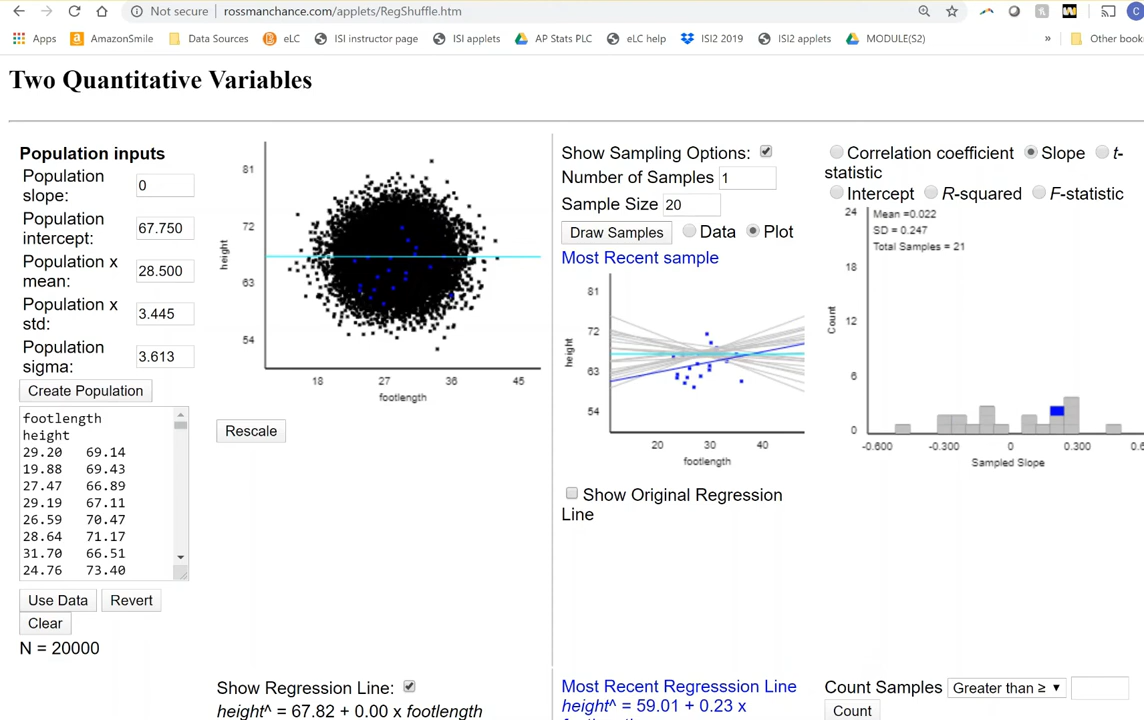 Not secure | rossmanchance.com/applets/RegShuffle.htm
Apps AmazonSmile Data Sources eLC ISI instructor page ISI applets AP Stats PLC eLC help ISI2 2019 ISI2 applets MODULE(S2) » Other book
Two Quantitative Variables
Population inputs
Population slope: 0
Population intercept: 67.750
Population x mean: 28.500
Population x std: 3.445
Population sigma: 3.613
Create Population
footlength
height
29.20 69.14
19.88 69.43
27.47 66.89
29.19 67.11
26.59 70.47
28.64 71.17
31.70 66.51
24.76 73.40
Use Data Revert
Clear
N = 20000
81
72
63
54
height
18 27 36 45
footlength
Rescale
Show Regression Line:
height^ = 67.82 + 0.00 x footlength
Show Sampling Options:
Number of Samples 1
Sample Size 20
Draw Samples Data Plot
Most Recent sample
81
72
63
54
height
20 30 40
footlength
Show Original Regression
Line
Most Recent Regresssion Line
height^ = 59.01 + 0.23 x
Correlation coefficient Slope t-
statistic
Intercept R-squared F-statistic
24
18
12
6
0
Count
Mean =0.022
SD = 0.247
Total Samples = 21
-0.600 -0.300 0 0.300 0.6
Sampled Slope
Count Samples Greater than ≥
Count